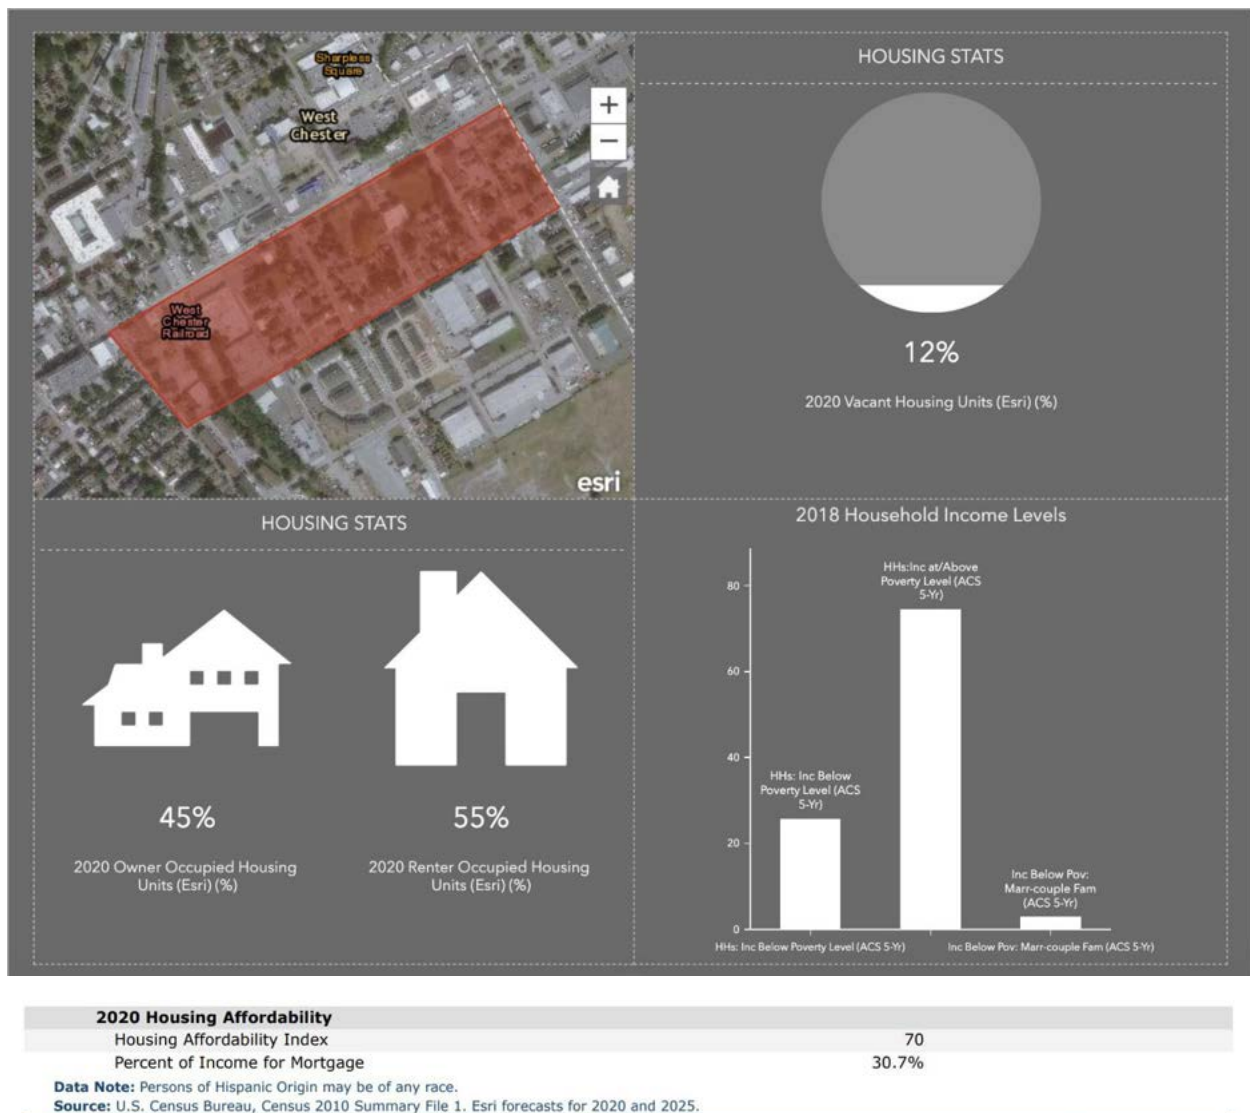 Sharpless
Square
West
Chester
+
−
West
Chester
Railroad
esri
HOUSING STATS
12%
2020 Vacant Housing Units (Esri) (%)
HOUSING STATS
45%
2020 Owner Occupied Housing
Units (Esri) (%)
55%
2020 Renter Occupied Housing
Units (Esri) (%)
2018 Household Income Levels
80
60
40
20
0
HHs: Inc Below
Poverty Level (ACS
5-Yr)
HHs:Inc at/Above
Poverty Level (ACS
5-Yr)
Inc Below Pov:
Marr-couple Fam
(ACS 5-Yr)
HHs: Inc Below Poverty Level (ACS 5-Yr)
Inc Below Pov: Marr-couple Fam (ACS 5-Yr)
2020 Housing Affordability
Housing Affordability Index 70
Percent of Income for Mortgage 30.7%
Data Note: Persons of Hispanic Origin may be of any race.
Source: U.S. Census Bureau, Census 2010 Summary File 1. Esri forecasts for 2020 and 2025.